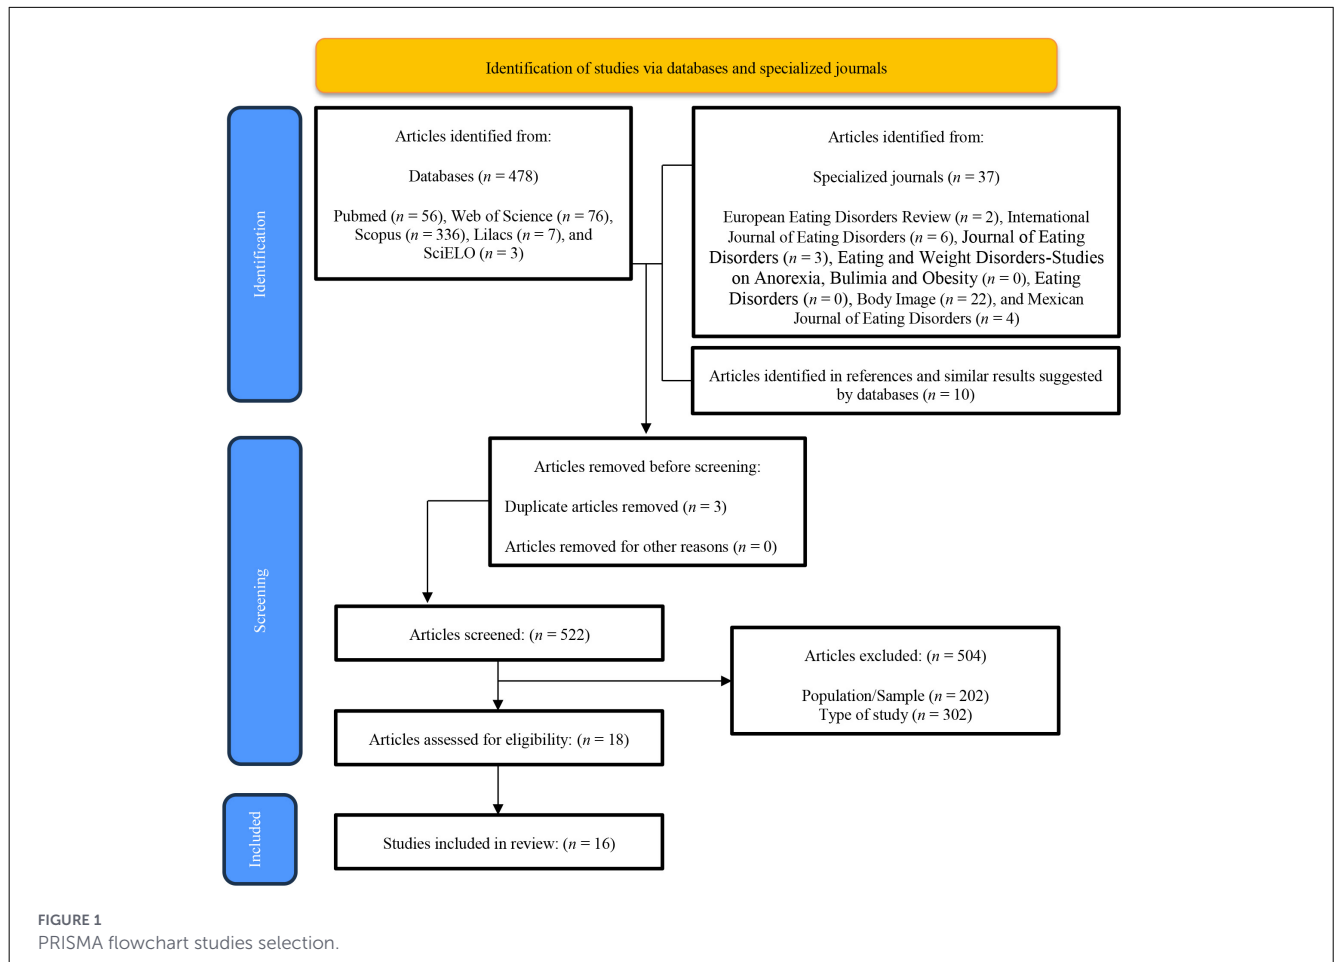 Identification of studies via databases and specialized journals
Identification
Articles identified from:
Databases (n = 478)
Pubmed (n = 56), Web of Science (n = 76),
Scopus (n = 336), Lilacs (n = 7), and
SciELO (n = 3)
Articles identified from:
Specialized journals (n = 37)
European Eating Disorders Review (n = 2), International
Journal of Eating Disorders (n = 6), Journal of Eating
Disorders (n = 3), Eating and Weight Disorders-Studies
on Anorexia, Bulimia and Obesity (n = 0), Eating
Disorders (n = 0), Body Image (n = 22), and Mexican
Journal of Eating Disorders (n = 4)
Articles identified in references and similar results suggested
by databases (n = 10)
Screening
Articles removed before screening:
Duplicate articles removed (n = 3)
Articles removed for other reasons (n = 0)
Articles screened: (n = 522)
Articles excluded: (n = 504)
Population/Sample (n = 202)
Type of study (n = 302)
Articles assessed for eligibility: (n = 18)
Included
Studies included in review: (n = 16)
FIGURE 1
PRISMA flowchart studies selection.